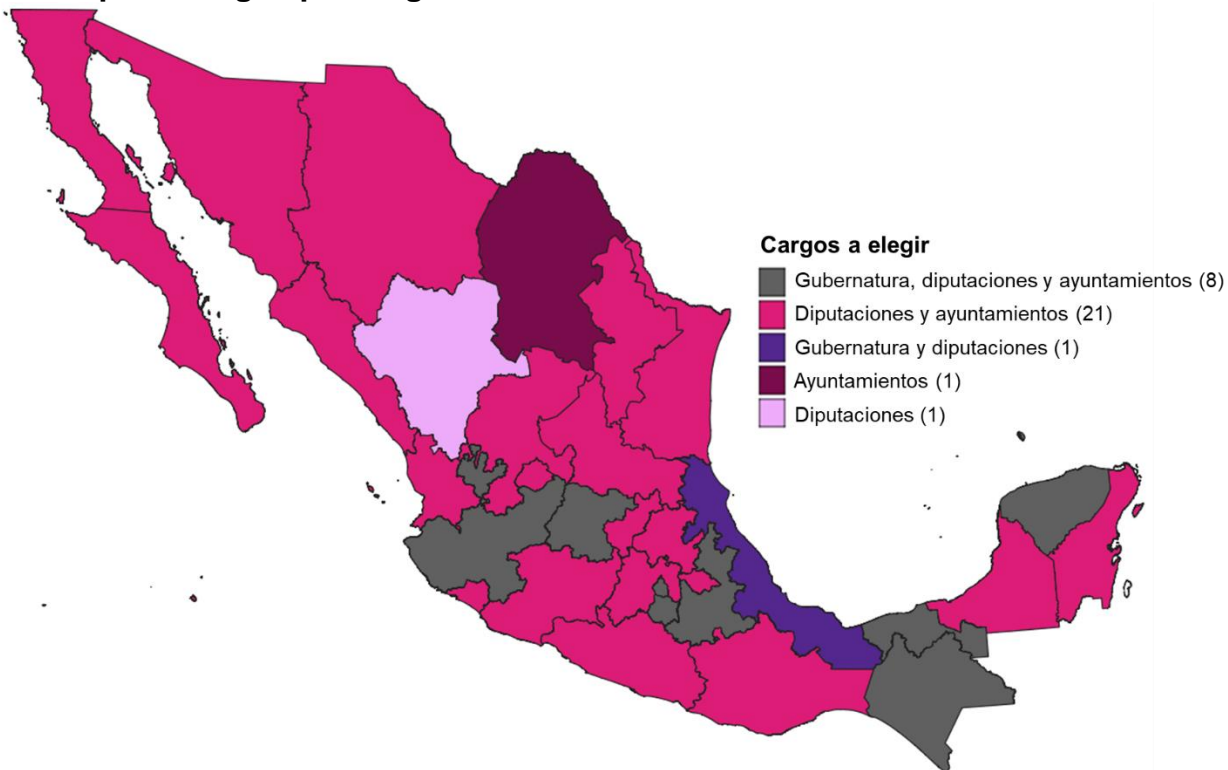 Cargos a elegir
Gubernatura, diputaciones y ayuntamientos (8)
Diputaciones y ayuntamientos (21)
Gubernatura y diputaciones (1)
Ayuntamientos (1)
Diputaciones (1)